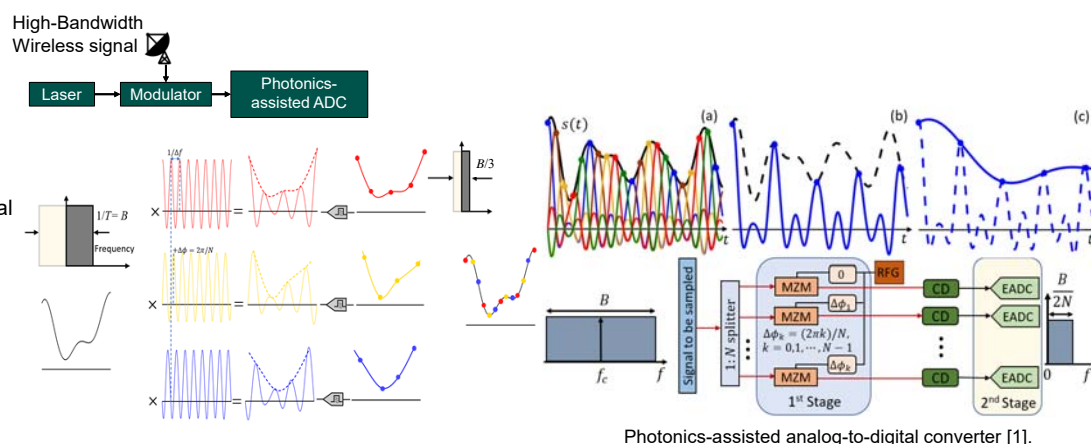 High-Bandwidth
Wireless signal
Laser
Modulator
Photonics-
assisted ADC
al
1/Δf
×
=
B/3
1/T= B
Frequency
+Δφ = 2π/N
×
=
×
=
s(t)
(a)
t
(b)
t
(c)
t
B
f_c
f
Signal to be sampled
1: N splitter
MZM
0
RFG
MZM
Δφ₁
Δφ_k = (2πk)/N,
k = 0,1, ⋯, N − 1
Δφ_k
MZM
1st Stage
CD
CD
CD
EADC
EADC
EADC
2nd Stage
B
2N
0
f
Photonics-assisted analog-to-digital converter [1].